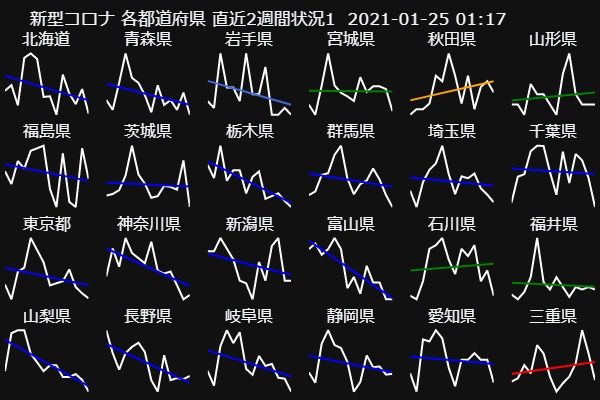 新型コロナ 各都道府県 直近2週間状況1 2021-01-25 01:17
北海道 青森県 岩手県 宮城県 秋田県 山形県
福島県 茨城県 栃木県 群馬県 埼玉県 千葉県
東京都 神奈川県 新潟県 富山県 石川県 福井県
山梨県 長野県 岐阜県 静岡県 愛知県 三重県